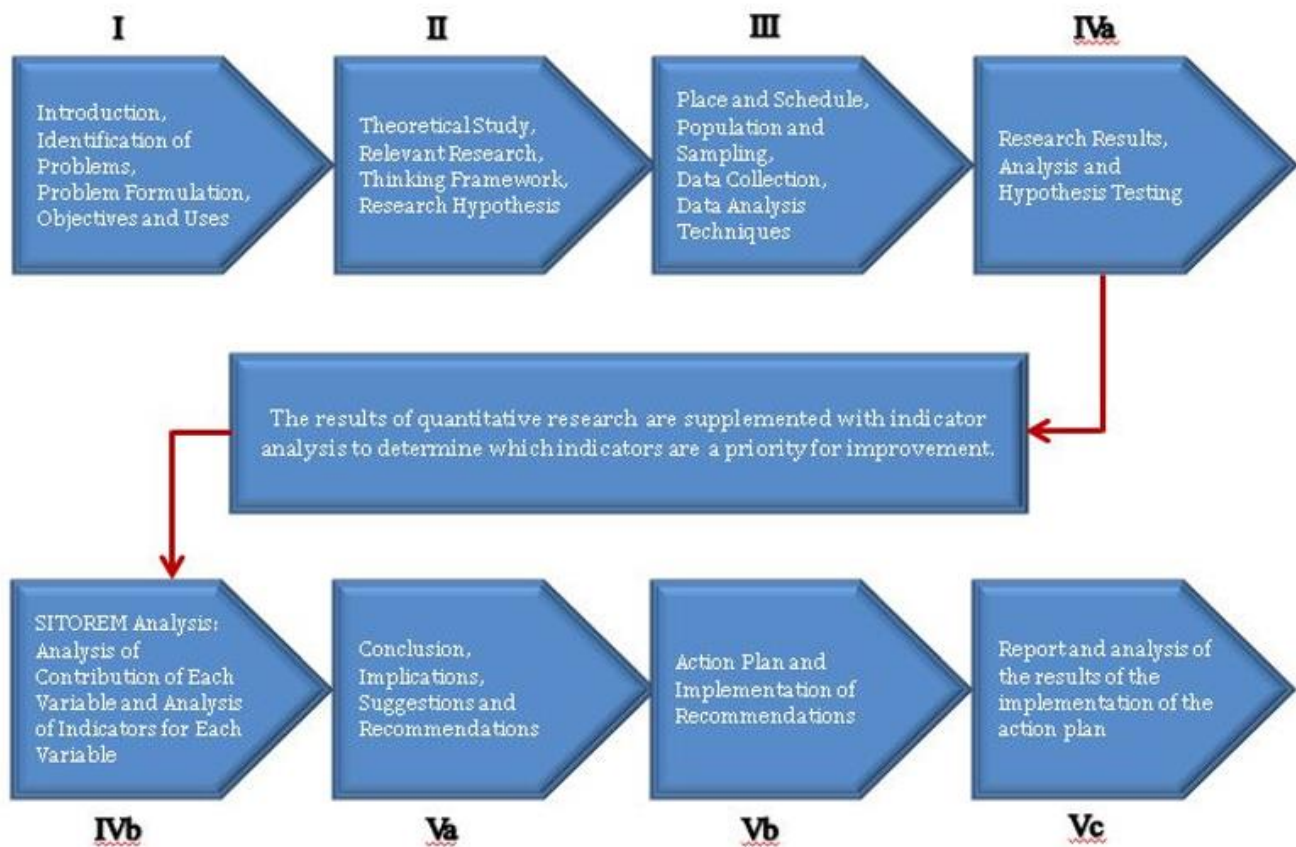 I
II
III
IVa
Introduction,
Identification of
Problems,
Problem Formulation,
Objectives and Uses
Theoretical Study,
Relevant Research,
Thinking Framework,
Research Hypothesis
Place and Schedule,
Population and
Sampling,
Data Collection,
Data Analysis
Techniques
Research Results,
Analysis and
Hypothesis Testing
The results of quantitative research are supplemented with indicator
analysis to determine which indicators are a priority for improvement.
SITOREM Analysis:
Analysis of
Contribution of Each
Variable and Analysis
of Indicators for Each
Variable
Conclusion,
Implications,
Suggestions and
Recommendations
Action Plan and
Implementation of
Recommendations
Report and analysis of
the results of the
implementation of the
action plan
IVb
Va
Vb
Vc